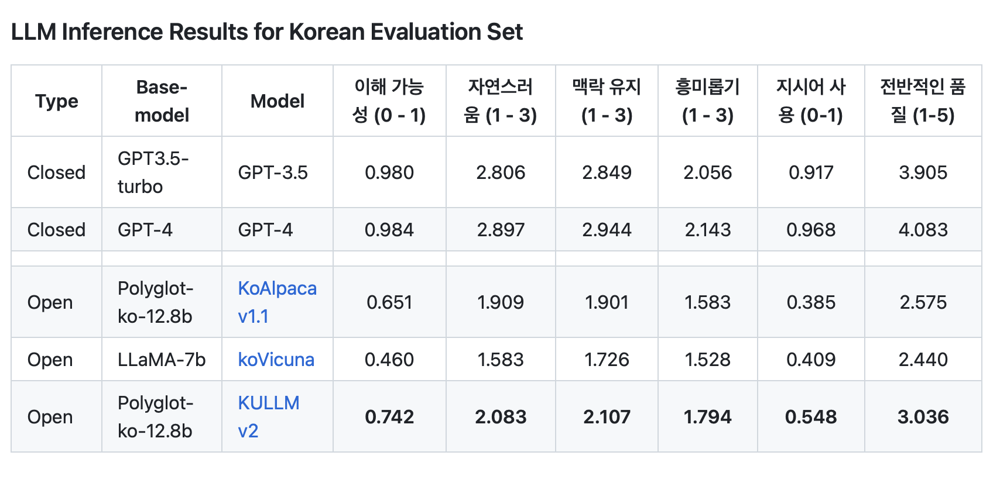 LLM Inference Results for Korean Evaluation Set
Type
Base-
model
Model
이해 가능
성 (0 - 1)
자연스러
움 (1 - 3)
맥락 유지
(1 - 3)
흥미롭기
(1 - 3)
지시어 사
용 (0-1)
전반적인 품
질 (1-5)
Closed
GPT3.5-
turbo
GPT-3.5
0.980
2.806
2.849
2.056
0.917
3.905
Closed
GPT-4
GPT-4
0.984
2.897
2.944
2.143
0.968
4.083
Open
Polyglot-
ko-12.8b
KoAlpaca
v1.1
0.651
1.909
1.901
1.583
0.385
2.575
Open
LLaMA-7b
koVicuna
0.460
1.583
1.726
1.528
0.409
2.440
Open
Polyglot-
ko-12.8b
KULLM
v2
0.742
2.083
2.107
1.794
0.548
3.036